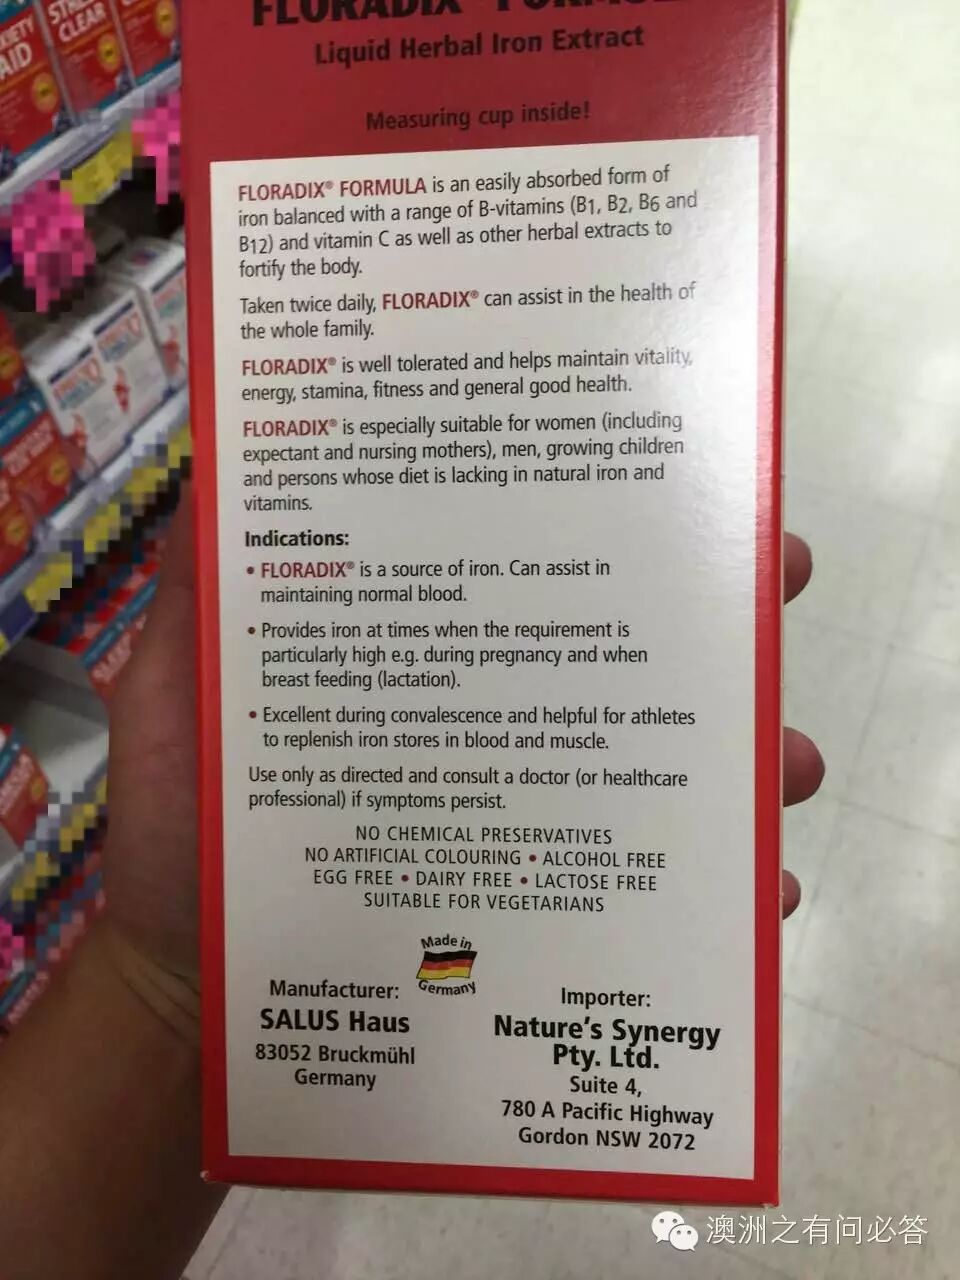 FLORADIX® FORMULA
Liquid Herbal Iron Extract
Measuring cup inside!
FLORADIX® FORMULA is an easily absorbed form of
iron balanced with a range of B-vitamins (B1, B2, B6 and
B12) and vitamin C as well as other herbal extracts to
fortify the body.
Taken twice daily, FLORADIX® can assist in the health of
the whole family.
FLORADIX® is well tolerated and helps maintain vitality,
energy, stamina, fitness and general good health.
FLORADIX® is especially suitable for women (including
expectant and nursing mothers), men, growing children
and persons whose diet is lacking in natural iron and
vitamins.
Indications:
• FLORADIX® is a source of iron. Can assist in
maintaining normal blood.
• Provides iron at times when the requirement is
particularly high e.g. during pregnancy and when
breast feeding (lactation).
• Excellent during convalescence and helpful for athletes
to replenish iron stores in blood and muscle.
Use only as directed and consult a doctor (or healthcare
professional) if symptoms persist.
NO CHEMICAL PRESERVATIVES
NO ARTIFICIAL COLOURING • ALCOHOL FREE
EGG FREE • DAIRY FREE • LACTOSE FREE
SUITABLE FOR VEGETARIANS
Made in
Germany
Manufacturer:
SALUS Haus
83052 Bruckmühl
Germany
Importer:
Nature's Synergy
Pty. Ltd.
Suite 4,
780 A Pacific Highway
Gordon NSW 2072
AID
STRESS
CLEAR
澳洲之有问必答